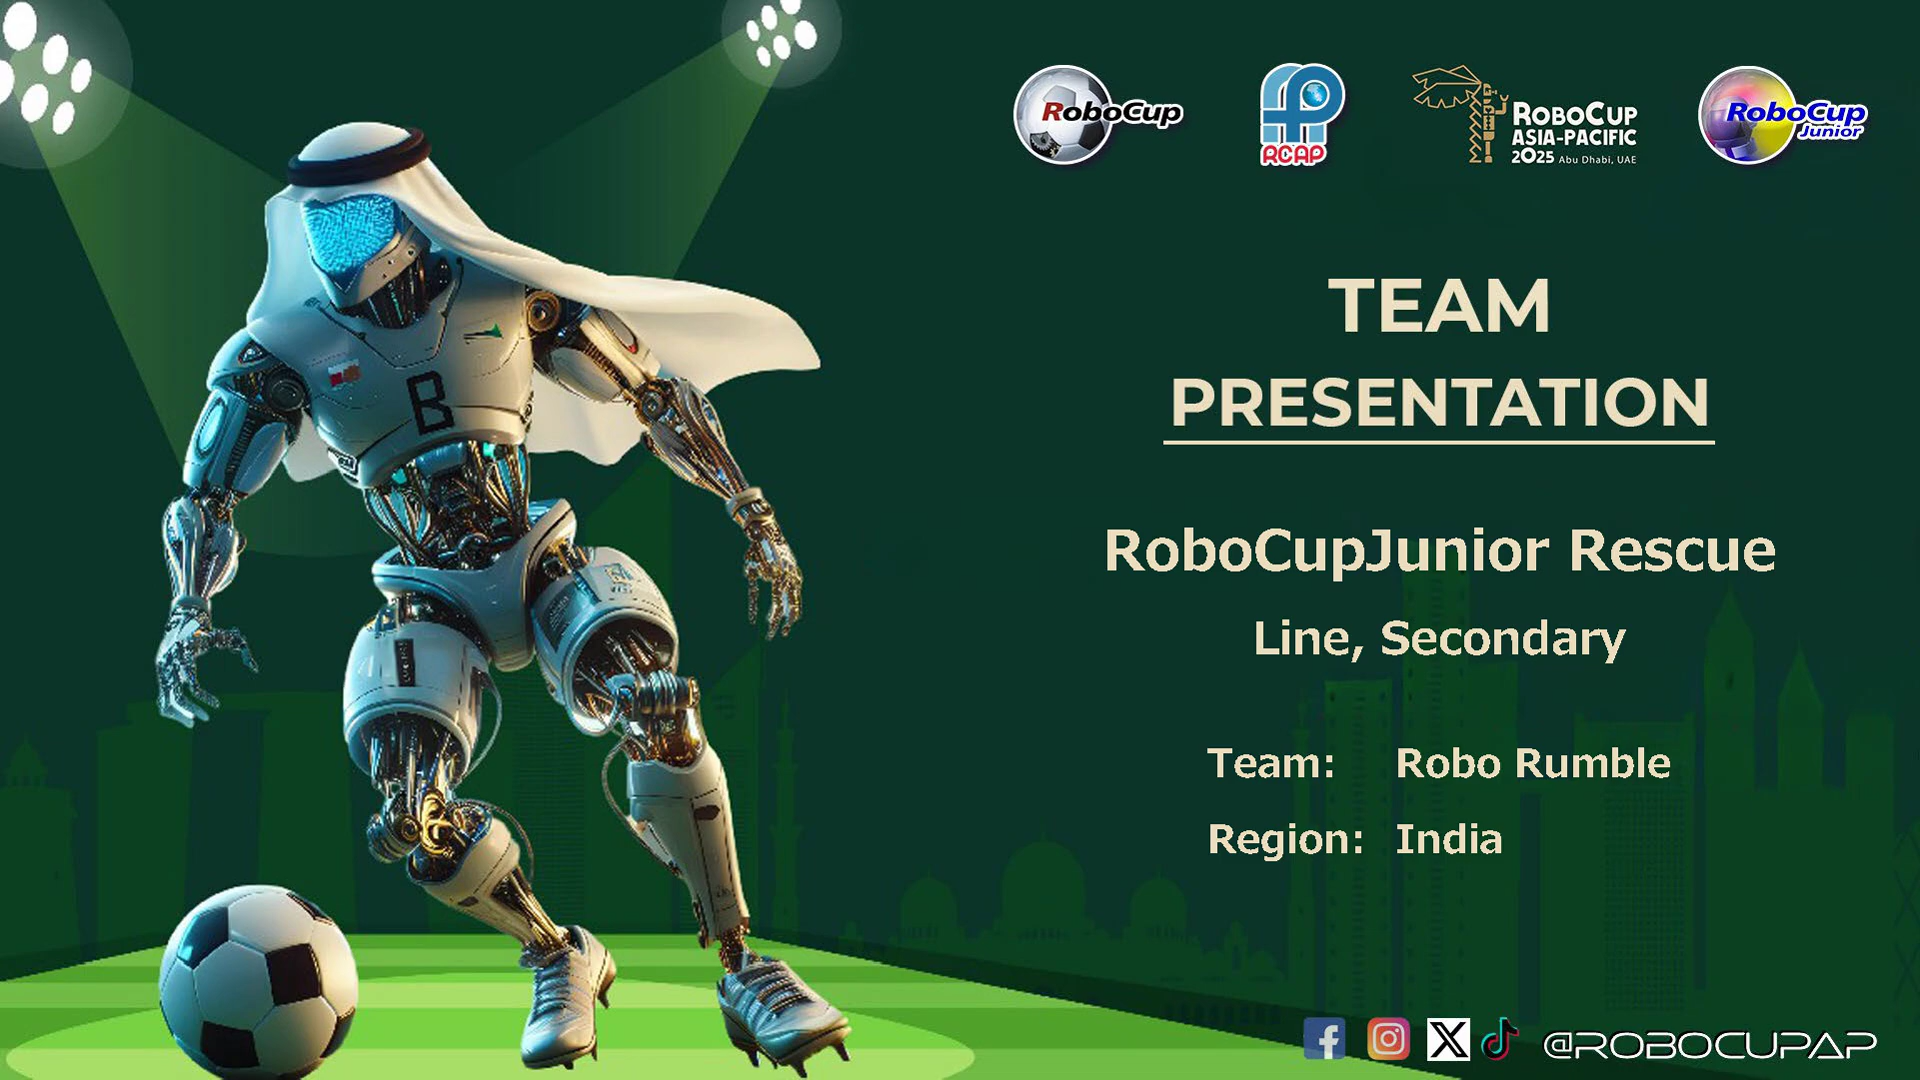 RoboCup
RCAP
ROBOCUP
ASIA-PACIFIC
2025 Abu Dhabi, UAE
RoboCup
Junior
TEAM
PRESENTATION
RoboCupJunior Rescue
Line, Secondary
Team: Robo Rumble
Region: India
B
@ROBOCUPAP